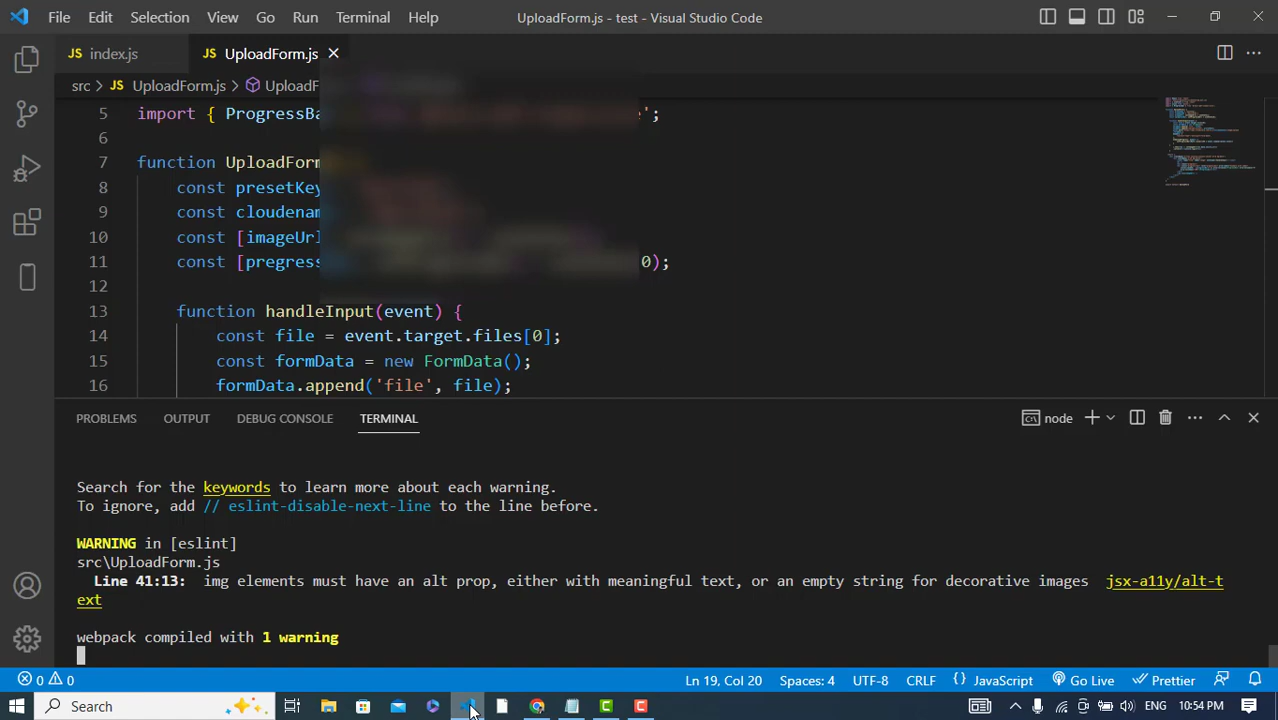 File Edit Selection View Go Run Terminal Help UploadForm.js - test - Visual Studio Code
JS index.js JS UploadForm.js
src > JS UploadForm.js > UploadF
5 import { ProgressBa ';
6
7 function UploadForm
8 const presetKey
9 const cloudenam
10 const [imageUrl
11 const [pregress 0);
12
13 function handleInput(event) {
14 const file = event.target.files[0];
15 const formData = new FormData();
16 formData.append('file', file);
PROBLEMS OUTPUT DEBUG CONSOLE TERMINAL node
Search for the keywords to learn more about each warning.
To ignore, add // eslint-disable-next-line to the line before.
WARNING in [eslint]
src\UploadForm.js
Line 41:13: img elements must have an alt prop, either with meaningful text, or an empty string for decorative images jsx-a11y/alt-t
ext
webpack compiled with 1 warning
0 0 Ln 19, Col 20 Spaces: 4 UTF-8 CRLF { } JavaScript Go Live Prettier
Search ENG 10:54 PM